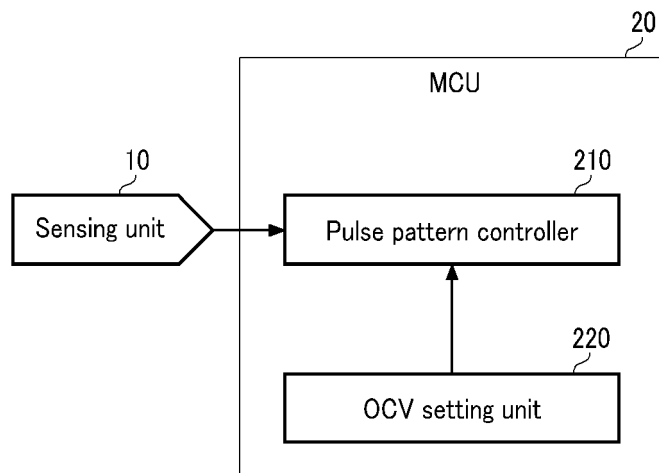 20
MCU
10
210
Sensing unit
Pulse pattern controller
220
OCV setting unit